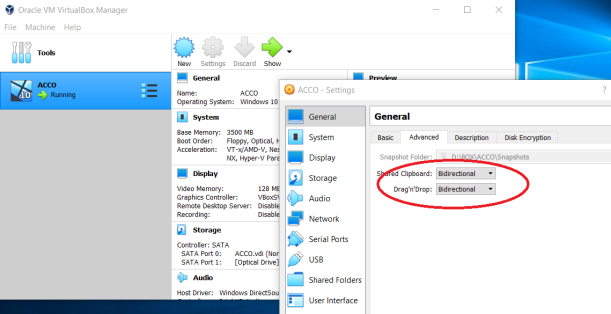 Oracle VM VirtualBox Manager
File Machine Help
Tools
New Settings Discard Show
ACCO
Running
General
Preview
Name: ACCO
Operating System: Windows 10
System
Base Memory: 3500 MB
Boot Order: Floppy, Optical, H
Acceleration: VT-x/AMD-V, Nes
NX, Hyper-V Para
Display
Video Memory: 128 MB
Graphics Controller: VBoxSV
Remote Desktop Server: Disable
Recording: Disable
Storage
Controller: SATA
SATA Port 0: ACCO.vdi (Nor
SATA Port 1: [Optical Drive]
Audio
Host Driver: Windows DirectSou
ACCO - Settings ?
General
System
Display
Storage
Audio
Network
Serial Ports
USB
Shared Folders
User Interface
General
Basic Advanced Description Disk Encryption
Snapshot Folder: D:\BOX\ACCO\Snapshots
Shared Clipboard: Bidirectional
Drag'n'Drop: Bidirectional